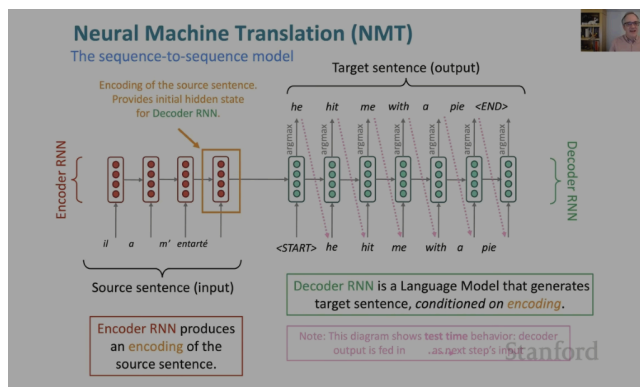 Neural Machine Translation (NMT)
The sequence-to-sequence model
Target sentence (output)
Encoding of the source sentence.
Provides initial hidden state
for Decoder RNN.
he hit me with a pie <END>
argmax argmax argmax argmax argmax argmax argmax
Encoder RNN
Decoder RNN
il a m' entarté
<START> he hit me with a pie
Source sentence (input)
Decoder RNN is a Language Model that generates
target sentence, conditioned on encoding.
Encoder RNN produces
an encoding of the
source sentence.
Note: This diagram shows test time behavior: decoder
output is fed in as next step's input
Stanford